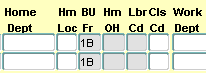 Home Hm BU Hm Lbr Cls Work
Dept Loc Fr OH Cd Cd Dept
1B
1B